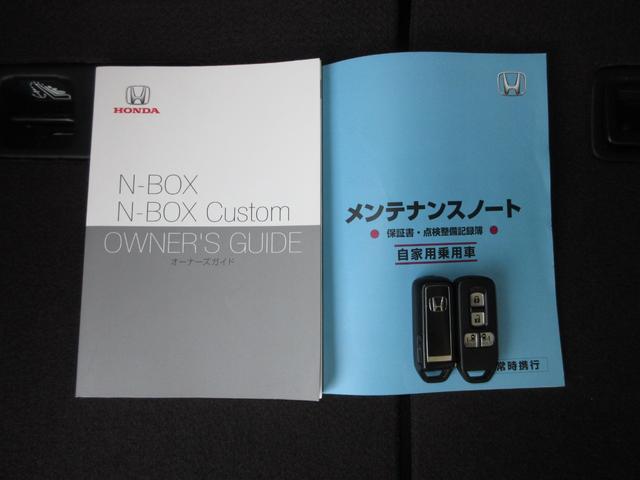 HONDA
N-BOX
N-BOX Custom
OWNER'S GUIDE
オーナーズガイド
メンテナンスノート
保証書・点検整備記録簿
自家用乗用車
常時携行